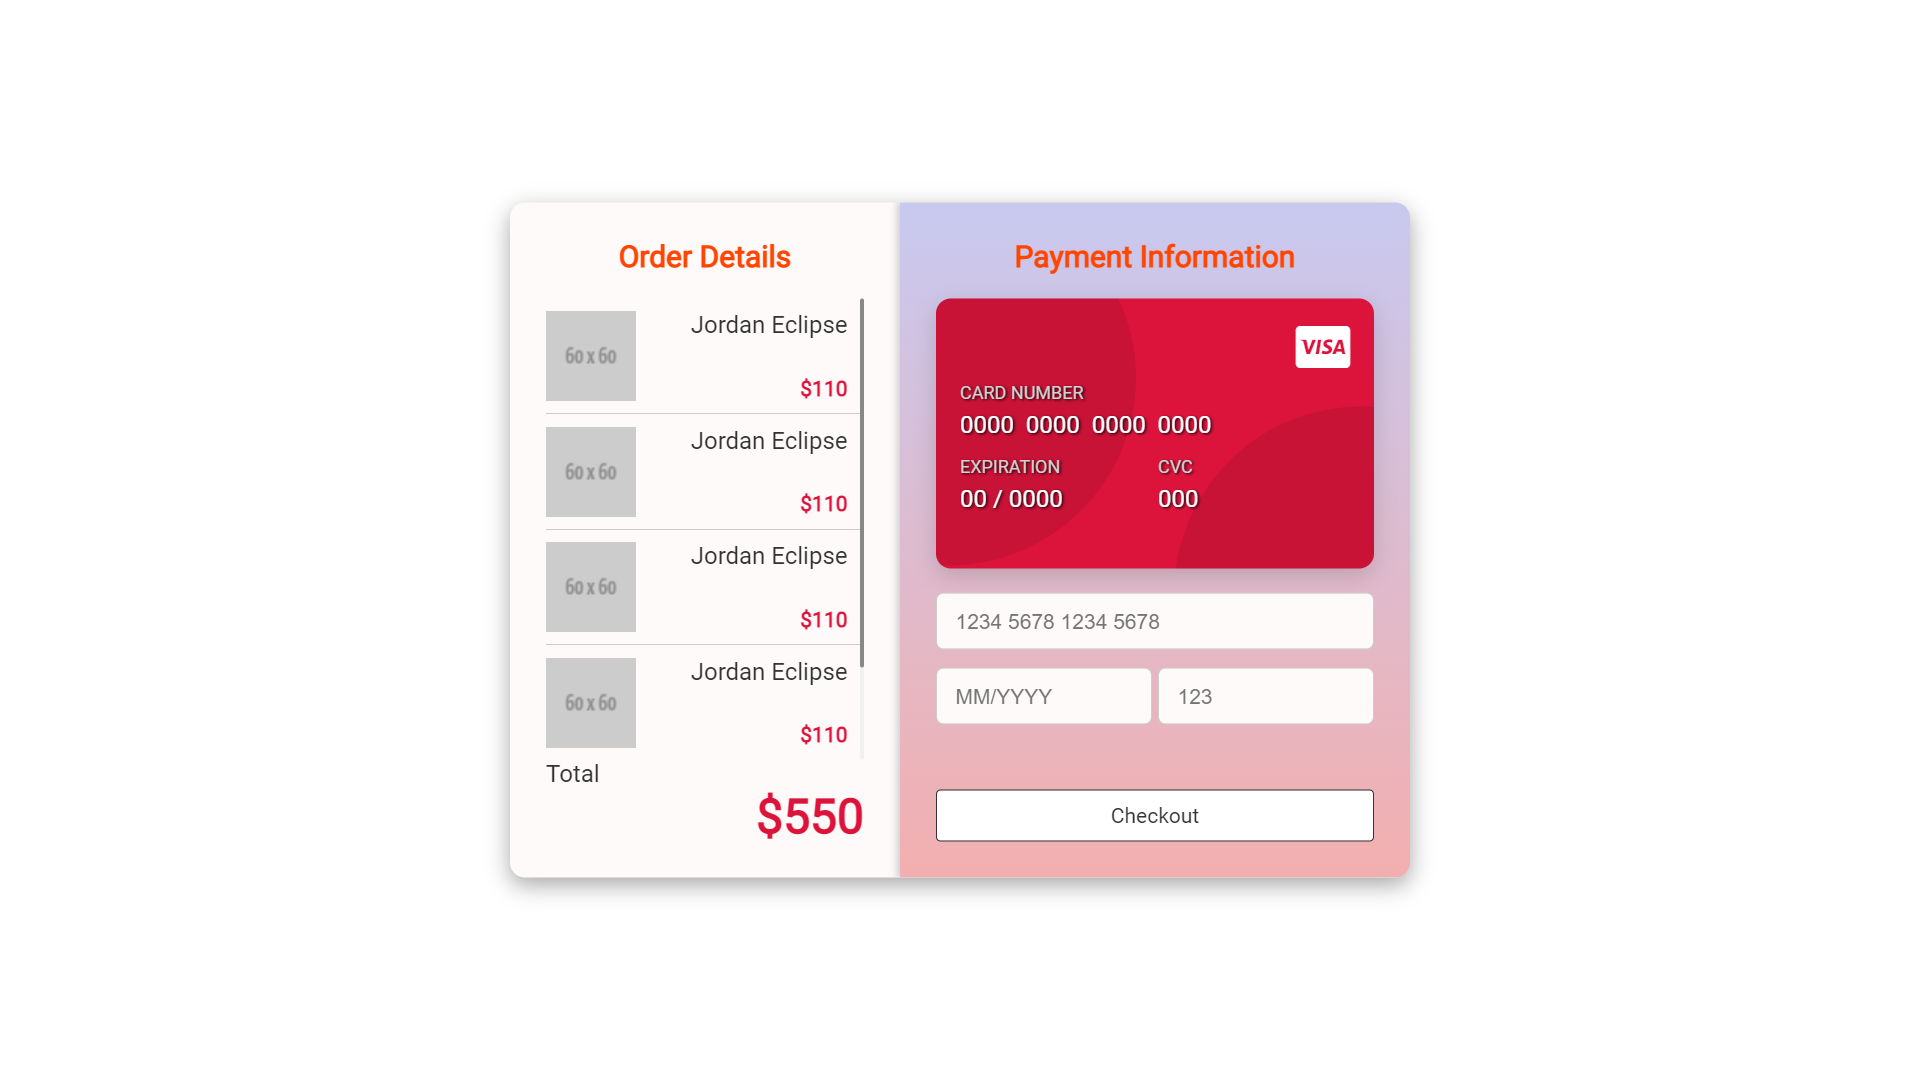 Order Details
60 x 60
Jordan Eclipse
$110
60 x 60
Jordan Eclipse
$110
60 x 60
Jordan Eclipse
$110
60 x 60
Jordan Eclipse
$110
Total
$550
Payment Information
VISA
CARD NUMBER
0000 0000 0000 0000
EXPIRATION CVC
00 / 0000 000
1234 5678 1234 5678
MM/YYYY 123
Checkout